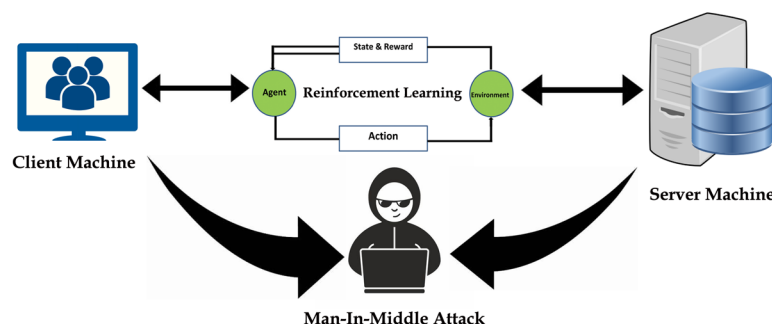 State & Reward
Agent
Reinforcement Learning
Environment
Action
Client Machine
Server Machine
Man-In-Middle Attack